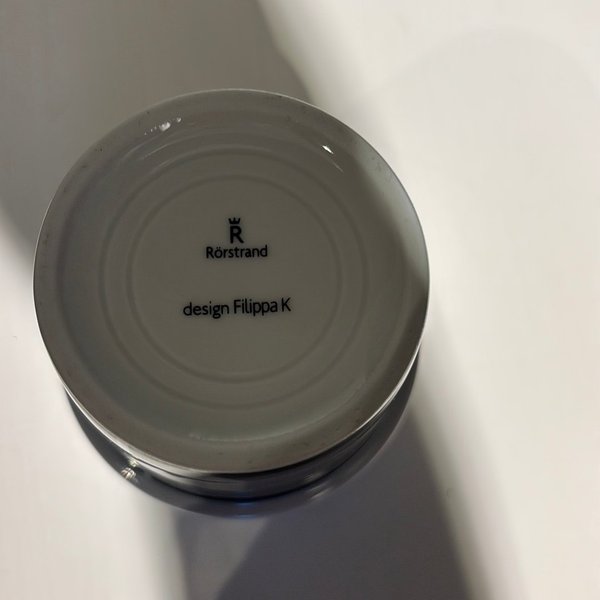 R
Rörstrand
design Filippa K